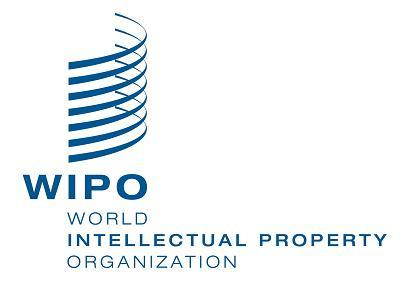 WIPO
WORLD
INTELLECTUAL PROPERTY
ORGANIZATION